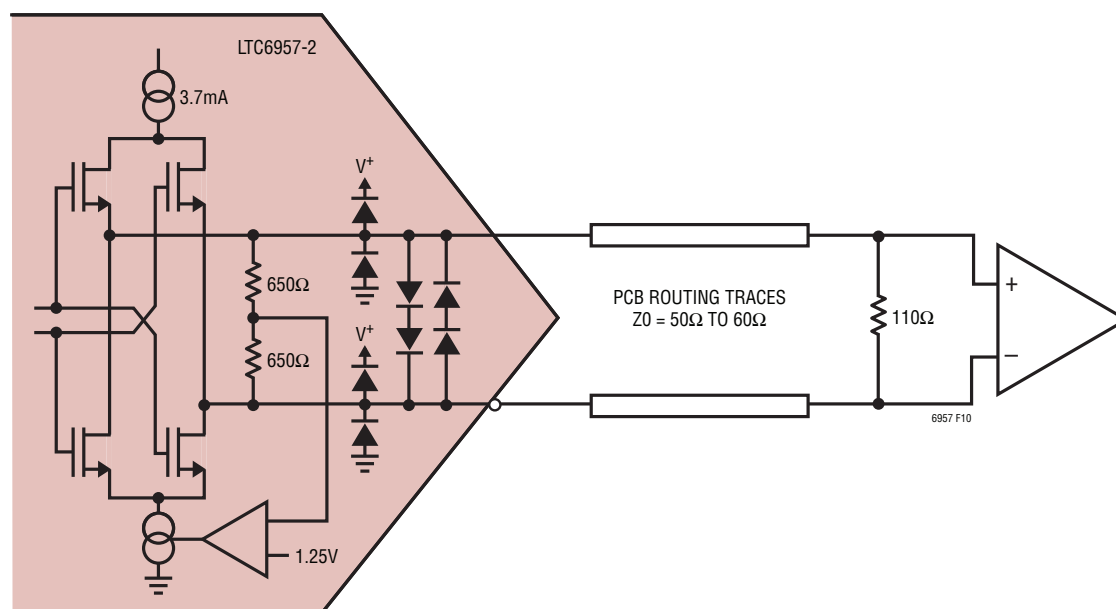 LTC6957-2
3.7mA
V+
650Ω
650Ω
V+
1.25V
PCB ROUTING TRACES
Z0 = 50Ω TO 60Ω
110Ω
+
−
6957 F10